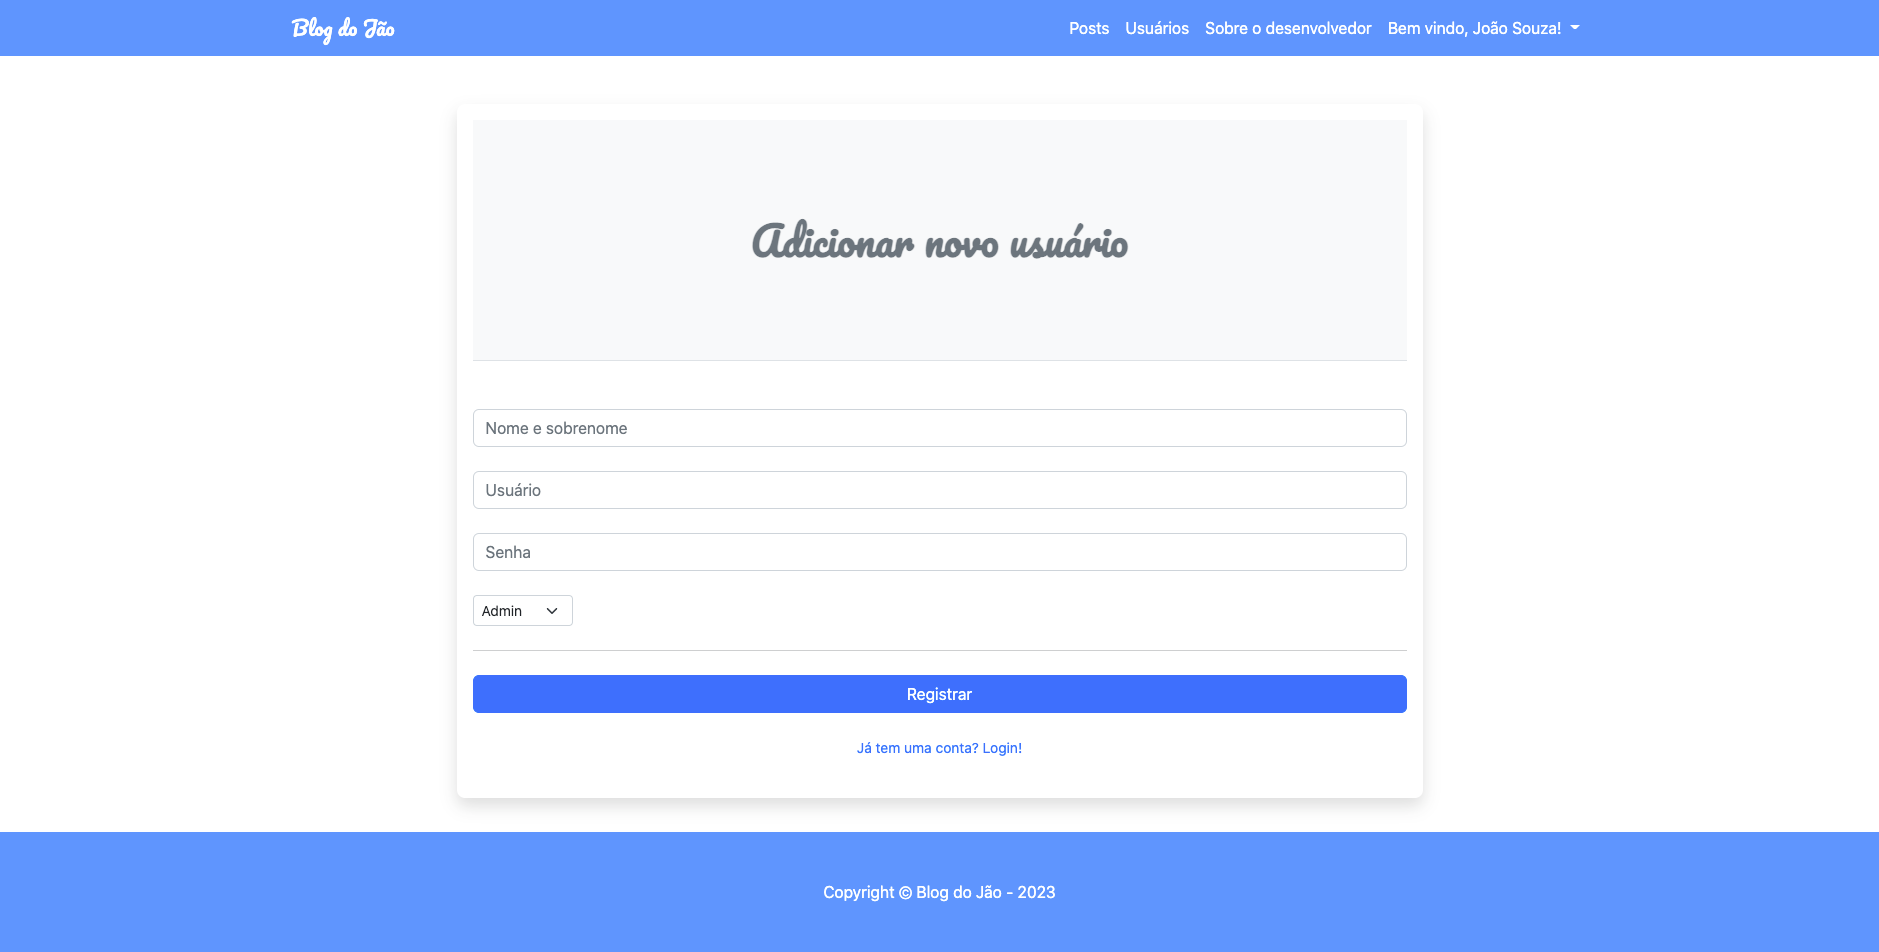 Blog do Jão
Posts Usuários Sobre o desenvolvedor Bem vindo, João Souza!
Adicionar novo usuário
Nome e sobrenome
Usuário
Senha
Admin
Registrar
Já tem uma conta? Login!
Copyright © Blog do Jão - 2023